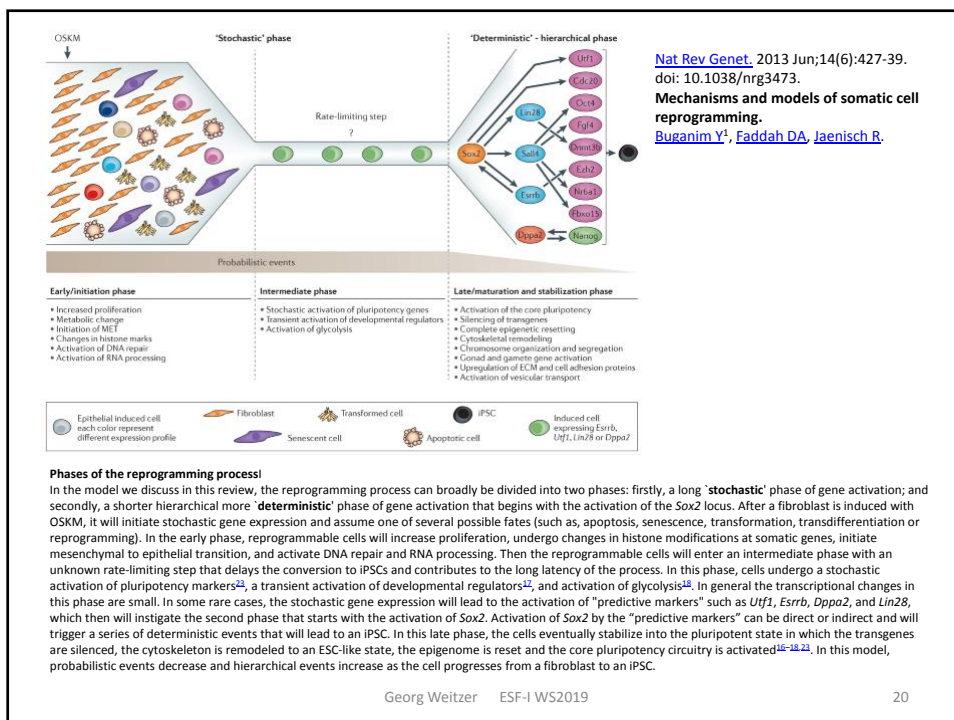 OSKM
'Stochastic' phase
'Deterministic' - hierarchical phase
Rate-limiting step
?
Sox2
Lin28
Sall4
Esrrb
Dppa2
Utf1
Cdc20
Oct4
Fgf4
Dnmt3b
Ezh2
Nr6a1
Fbxo15
Nanog
Probabilistic events
Early/initiation phase
• Increased proliferation
• Metabolic change
• Initiation of MET
• Changes in histone marks
• Activation of DNA repair
• Activation of RNA processing
Intermediate phase
• Stochastic activation of pluripotency genes
• Transient activation of developmental regulators
• Activation of glycolysis
Late/maturation and stabilization phase
• Activation of the core pluripotency
• Silencing of transgenes
• Complete epigenetic resetting
• Cytoskeletal remodeling
• Chromosome organization and segregation
• Gonad and gamete gene activation
• Upregulation of ECM and cell adhesion proteins
• Activation of vesicular transport
Epithelial induced cell
each color represent
different expression profile
Fibroblast
Senescent cell
Transformed cell
Apoptotic cell
iPSC
Induced cell
expressing Esrrb,
Utf1, Lin28 or Dppa2
Nat Rev Genet. 2013 Jun;14(6):427-39.
doi: 10.1038/nrg3473.
Mechanisms and models of somatic cell
reprogramming.
Buganim Y1, Faddah DA, Jaenisch R.
Phases of the reprogramming processI
In the model we discuss in this review, the reprogramming process can broadly be divided into two phases: firstly, a long `stochastic' phase of gene activation; and
secondly, a shorter hierarchical more `deterministic' phase of gene activation that begins with the activation of the Sox2 locus. After a fibroblast is induced with
OSKM, it will initiate stochastic gene expression and assume one of several possible fates (such as, apoptosis, senescence, transformation, transdifferentiation or
reprogramming). In the early phase, reprogrammable cells will increase proliferation, undergo changes in histone modifications at somatic genes, initiate
mesenchymal to epithelial transition, and activate DNA repair and RNA processing. Then the reprogrammable cells will enter an intermediate phase with an
unknown rate-limiting step that delays the conversion to iPSCs and contributes to the long latency of the process. In this phase, cells undergo a stochastic
activation of pluripotency markers23, a transient activation of developmental regulators17, and activation of glycolysis18. In general the transcriptional changes in
this phase are small. In some rare cases, the stochastic gene expression will lead to the activation of "predictive markers" such as Utf1, Esrrb, Dppa2, and Lin28,
which then will instigate the second phase that starts with the activation of Sox2. Activation of Sox2 by the “predictive markers” can be direct or indirect and will
trigger a series of deterministic events that will lead to an iPSC. In this late phase, the cells eventually stabilize into the pluripotent state in which the transgenes
are silenced, the cytoskeleton is remodeled to an ESC-like state, the epigenome is reset and the core pluripotency circuitry is activated16–18,23. In this model,
probabilistic events decrease and hierarchical events increase as the cell progresses from a fibroblast to an iPSC.
Georg Weitzer ESF-I WS2019
20